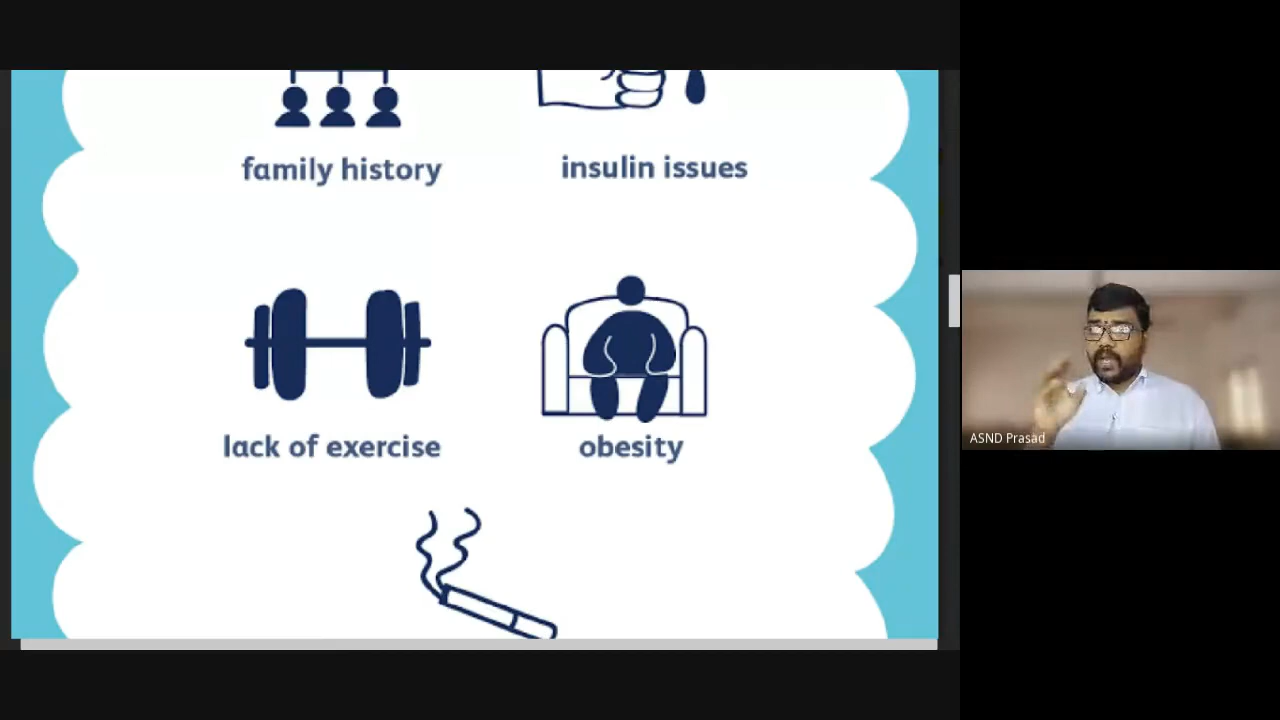 family history
insulin issues
lack of exercise
obesity
ASND Prasad